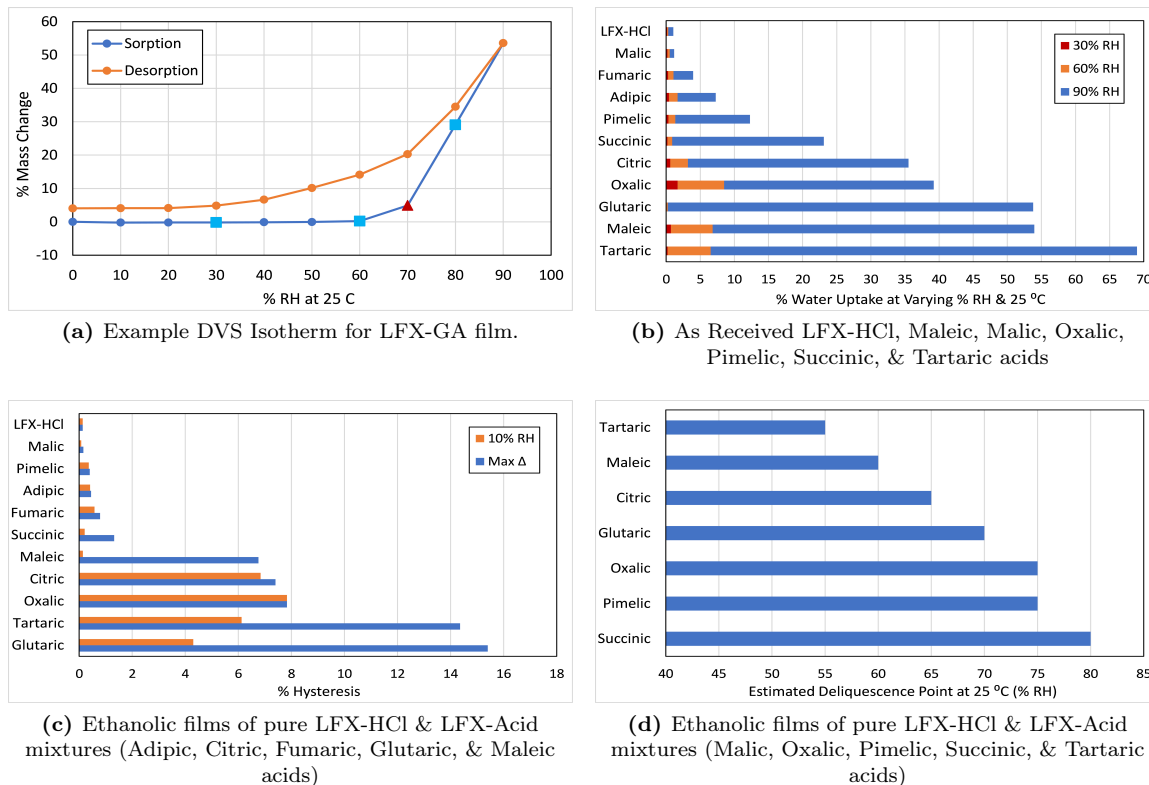 60
50
40
30
20
10
0
-10
% Mass Change
Sorption
Desorption
0 10 20 30 40 50 60 70 80 90 100
% RH at 25 C
(a) Example DVS Isotherm for LFX-GA film.
LFX-HCl
Malic
Fumaric
Adipic
Pimelic
Succinic
Citric
Oxalic
Glutaric
Maleic
Tartaric
30% RH
60% RH
90% RH
0 5 10 15 20 25 30 35 40 45 50 55 60 65 70
% Water Uptake at Varying % RH & 25 ºC
(b) As Received LFX-HCl, Maleic, Malic, Oxalic,
Pimelic, Succinic, & Tartaric acids
LFX-HCl
Malic
Pimelic
Adipic
Fumaric
Succinic
Maleic
Citric
Oxalic
Tartaric
Glutaric
10% RH
Max Δ
0 2 4 6 8 10 12 14 16 18
% Hysteresis
(c) Ethanolic films of pure LFX-HCl & LFX-Acid
mixtures (Adipic, Citric, Fumaric, Glutaric, & Maleic
acids)
Tartaric
Maleic
Citric
Glutaric
Oxalic
Pimelic
Succinic
40 45 50 55 60 65 70 75 80 85
Estimated Deliquescence Point at 25 ºC (% RH)
(d) Ethanolic films of pure LFX-HCl & LFX-Acid
mixtures (Malic, Oxalic, Pimelic, Succinic, & Tartaric
acids)